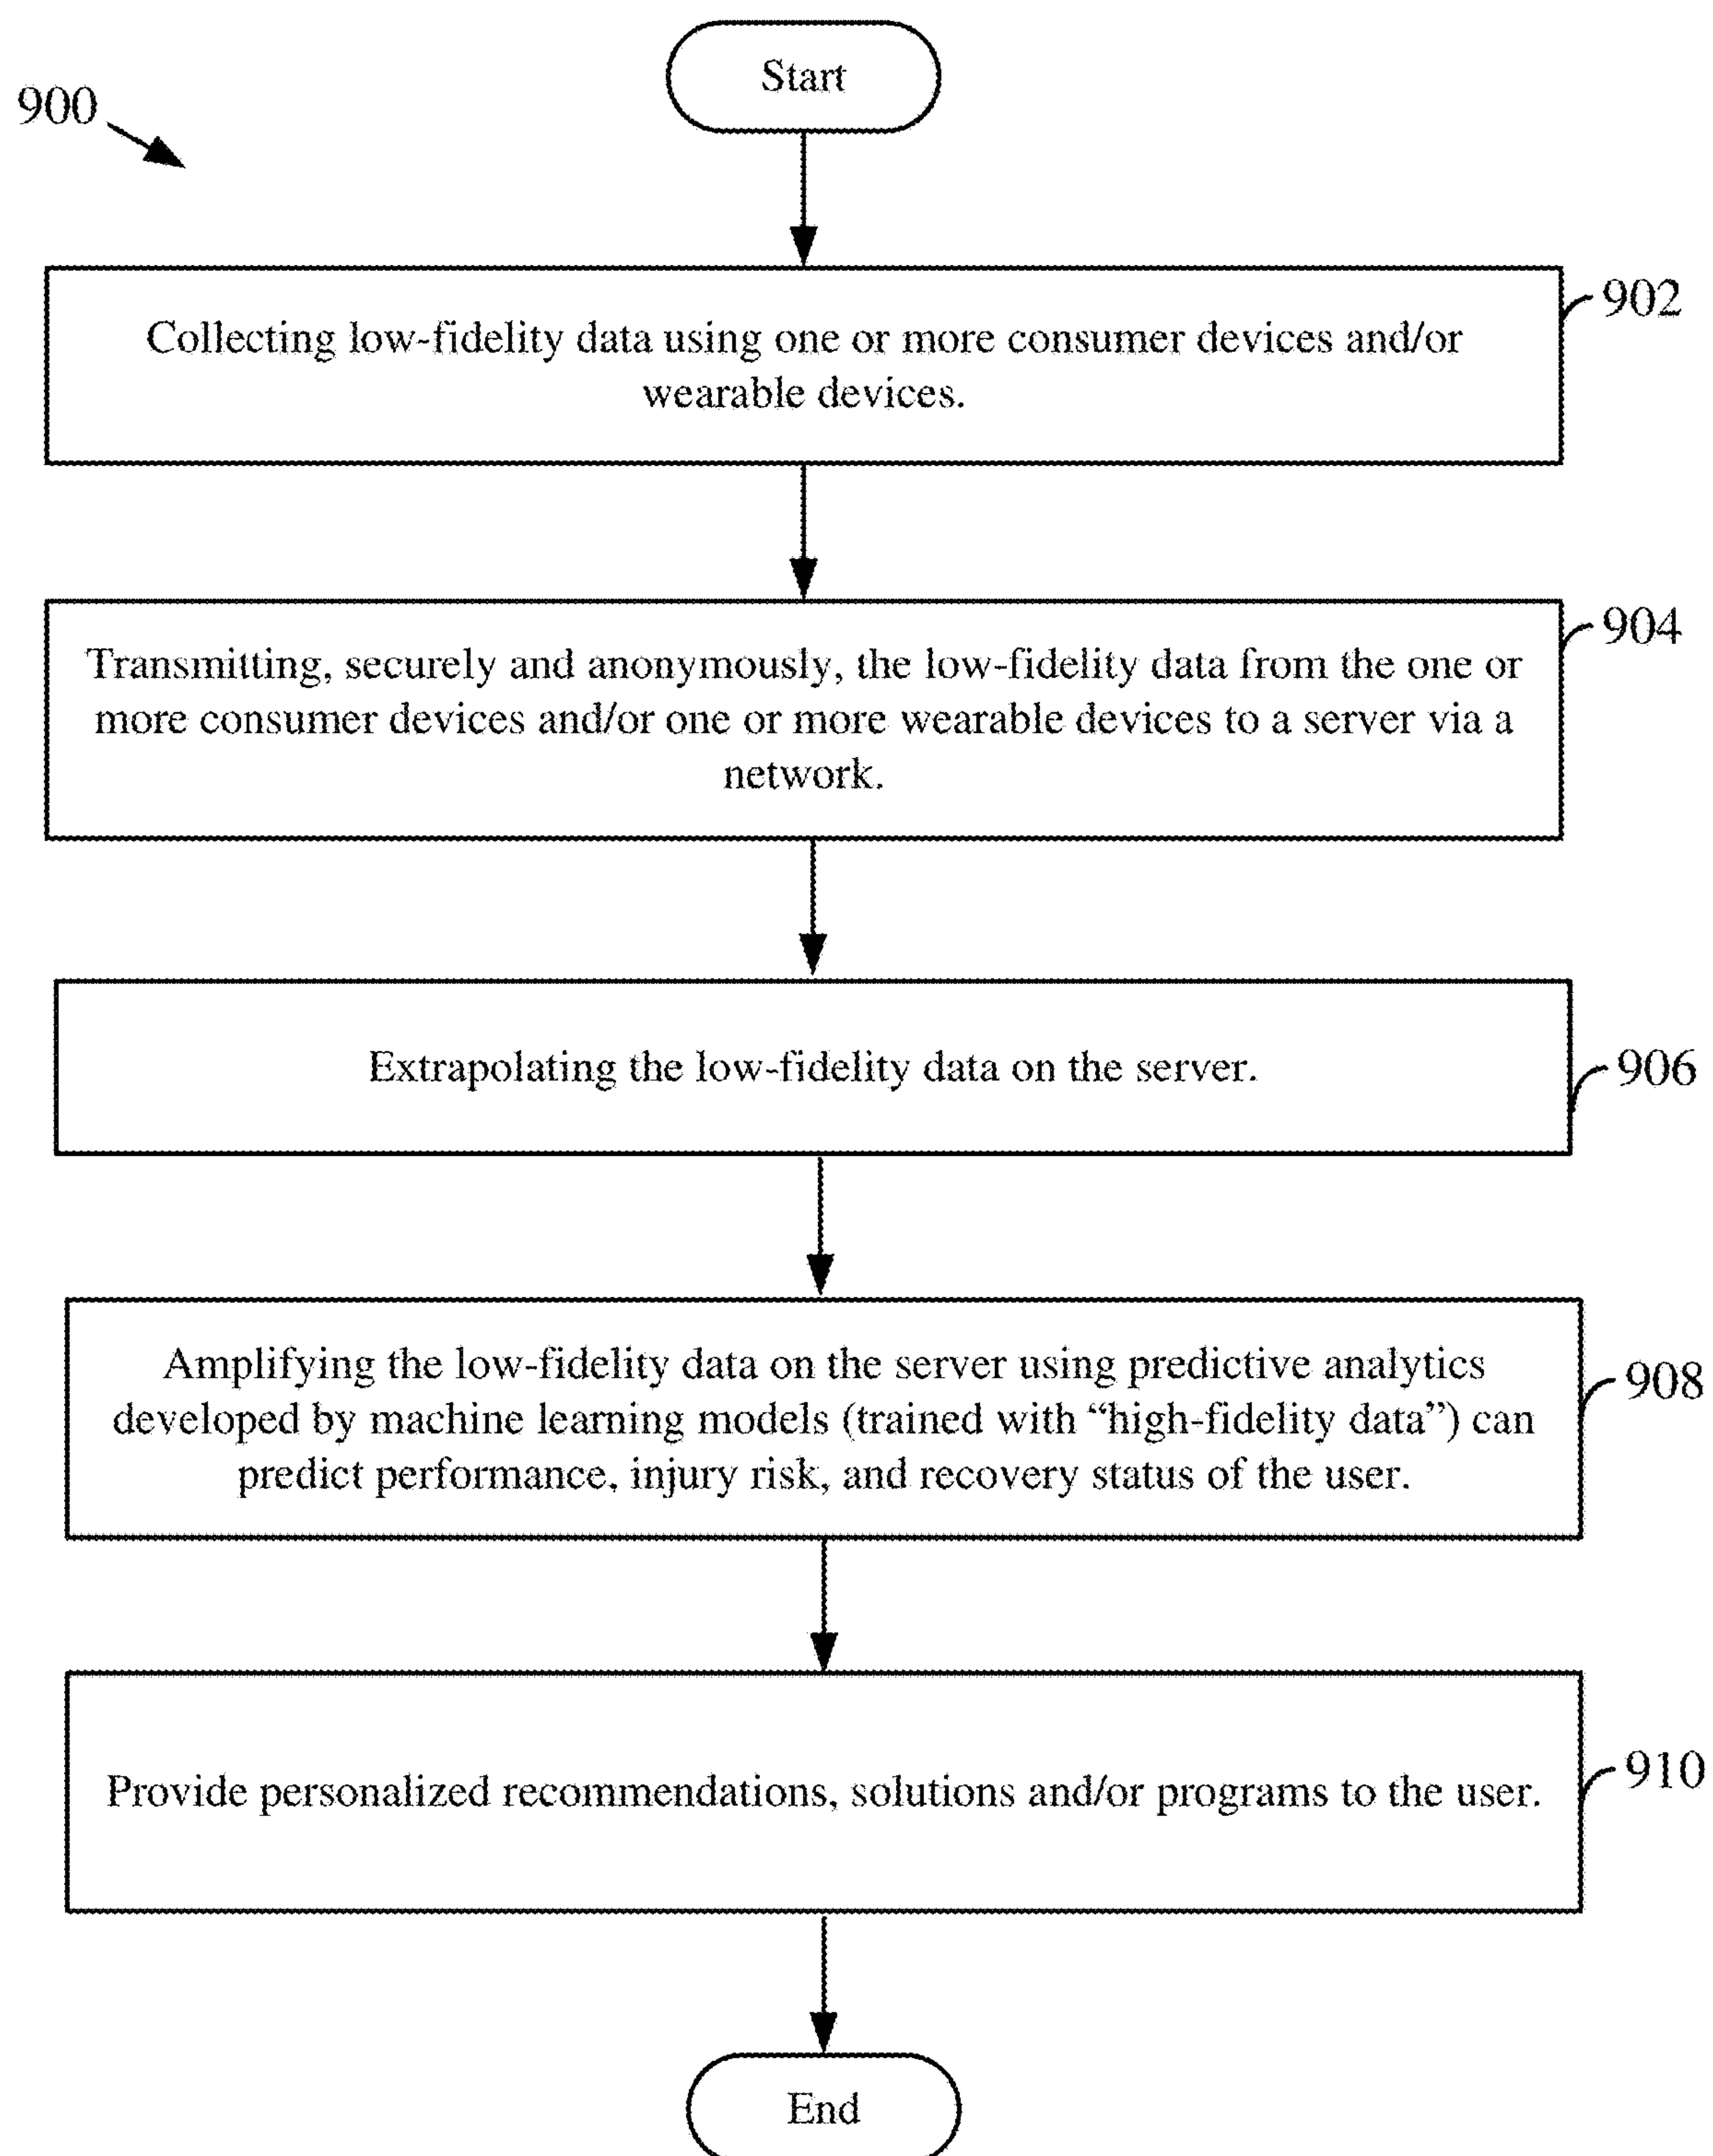 Start
900
902
Collecting low-fidelity data using one or more consumer devices and/or
wearable devices.
904
Transmitting, securely and anonymously, the low-fidelity data from the one or
more consumer devices and/or one or more wearable devices to a server via a
network.
Extrapolating the low-fidelity data on the server.
906
Amplifying the low-fidelity data on the server using predictive analytics
908
developed by machine learning models (trained with “high-fidelity data”) can
predict performance, injury risk, and recovery status of the user.
Provide personalized recommendations, solutions and/or programs to the user.
910
End